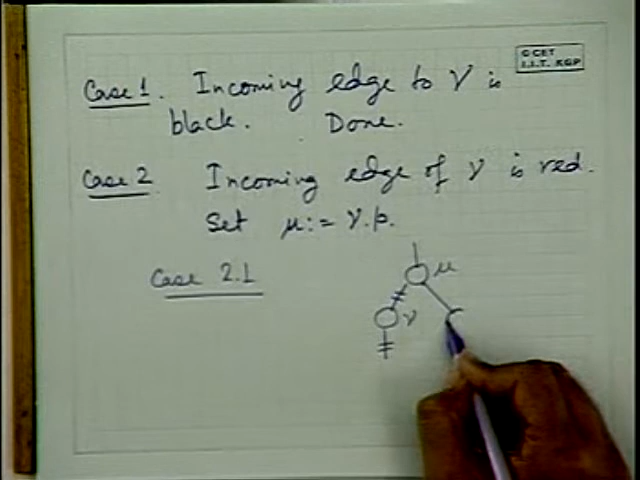 © CET
I.I.T. KGP
Case 1. Incoming edge to ν is
black. Done.
Case 2 Incoming edge of ν is red.
Set μ := ν.p.
Case 2.1
μ
ν